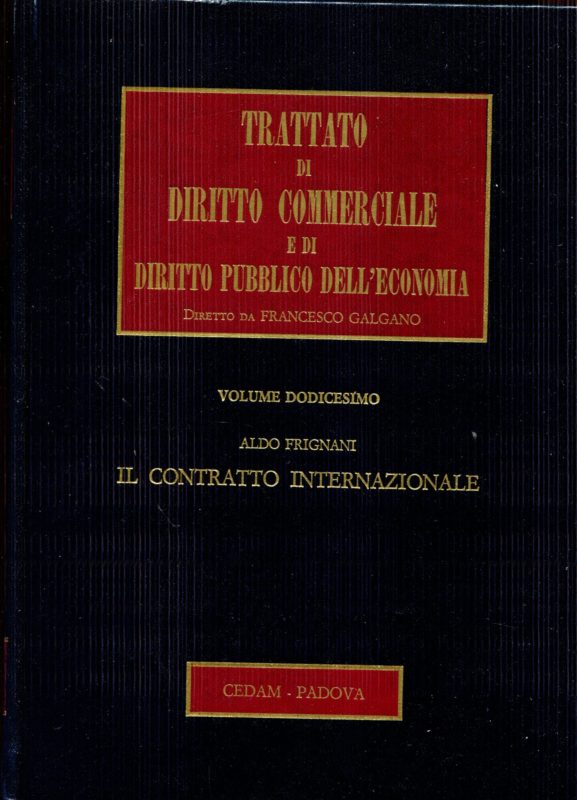 TRATTATO
DI
DIRITTO COMMERCIALE
E DI
DIRITTO PUBBLICO DELL'ECONOMIA
DIRETTO DA FRANCESCO GALGANO
VOLUME DODICESIMO
ALDO FRIGNANI
IL CONTRATTO INTERNAZIONALE
CEDAM - PADOVA